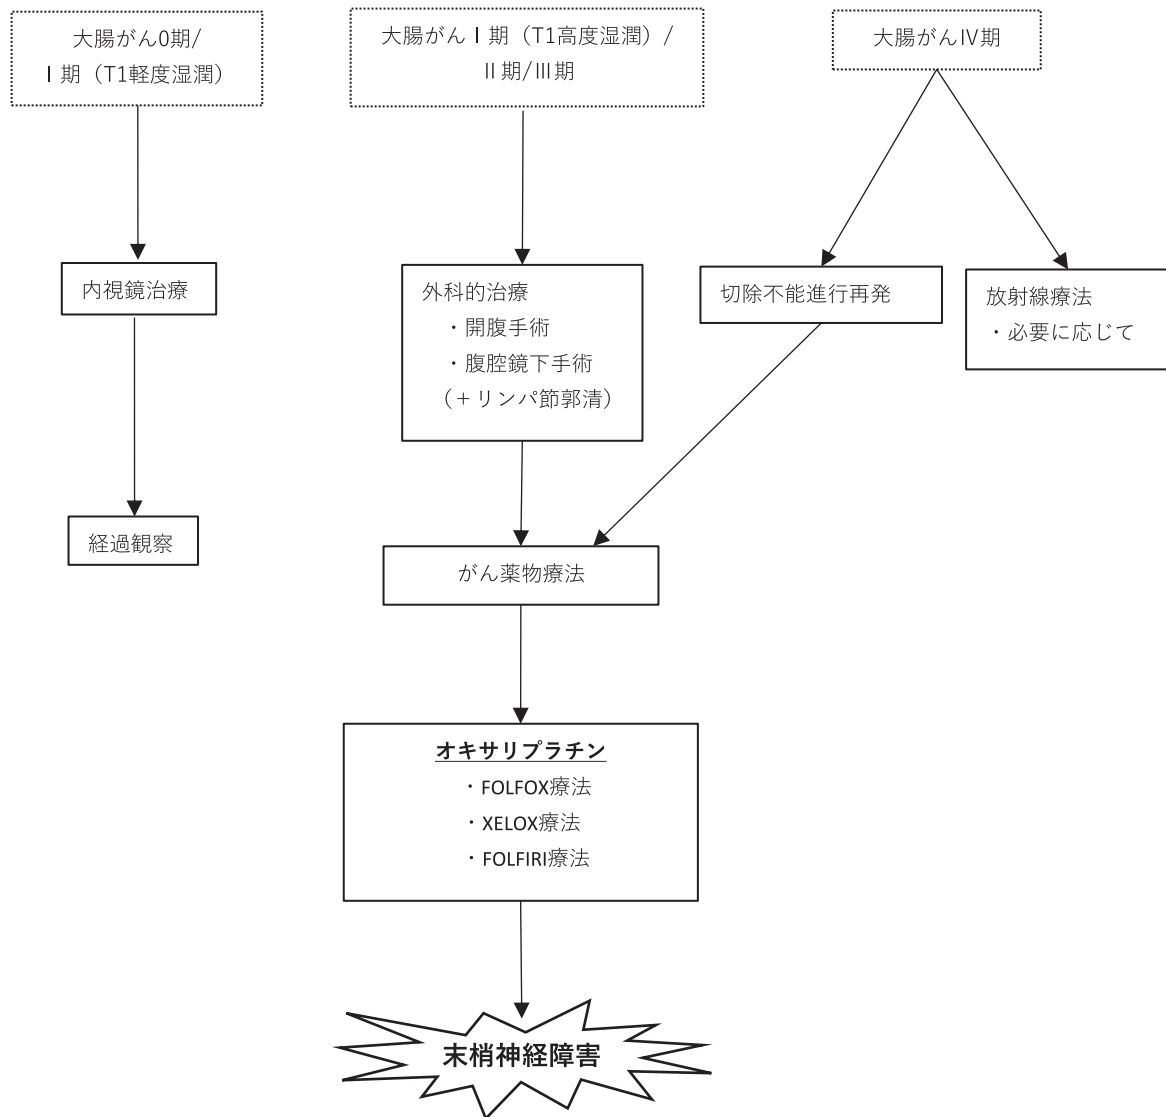 大腸がん0期/
Ⅰ期（T1軽度湿潤）
大腸がんⅠ期（T1高度湿潤）/
Ⅱ期/Ⅲ期
大腸がんⅣ期
内視鏡治療
外科的治療
・開腹手術
・腹腔鏡下手術
（＋リンパ節郭清）
切除不能進行再発
放射線療法
・必要に応じて
経過観察
がん薬物療法
オキサリプラチン
・FOLFOX療法
・XELOX療法
・FOLFIRI療法
末梢神経障害